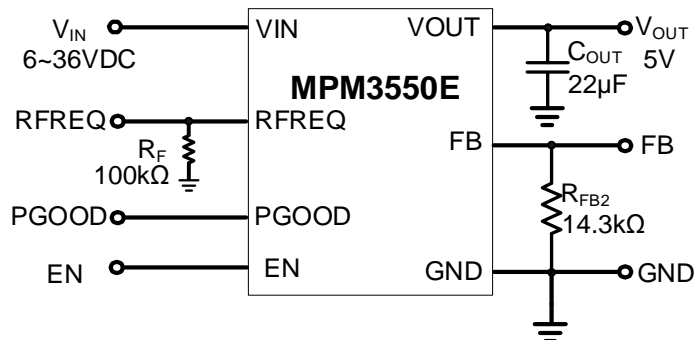 VIN
6~36VDC
VIN
VOUT
VOUT
5V
COUT
22µF
MPM3550E
RFREQ
RFREQ
RF
100kΩ
FB
FB
RFB2
14.3kΩ
PGOOD
PGOOD
EN
EN
GND
GND